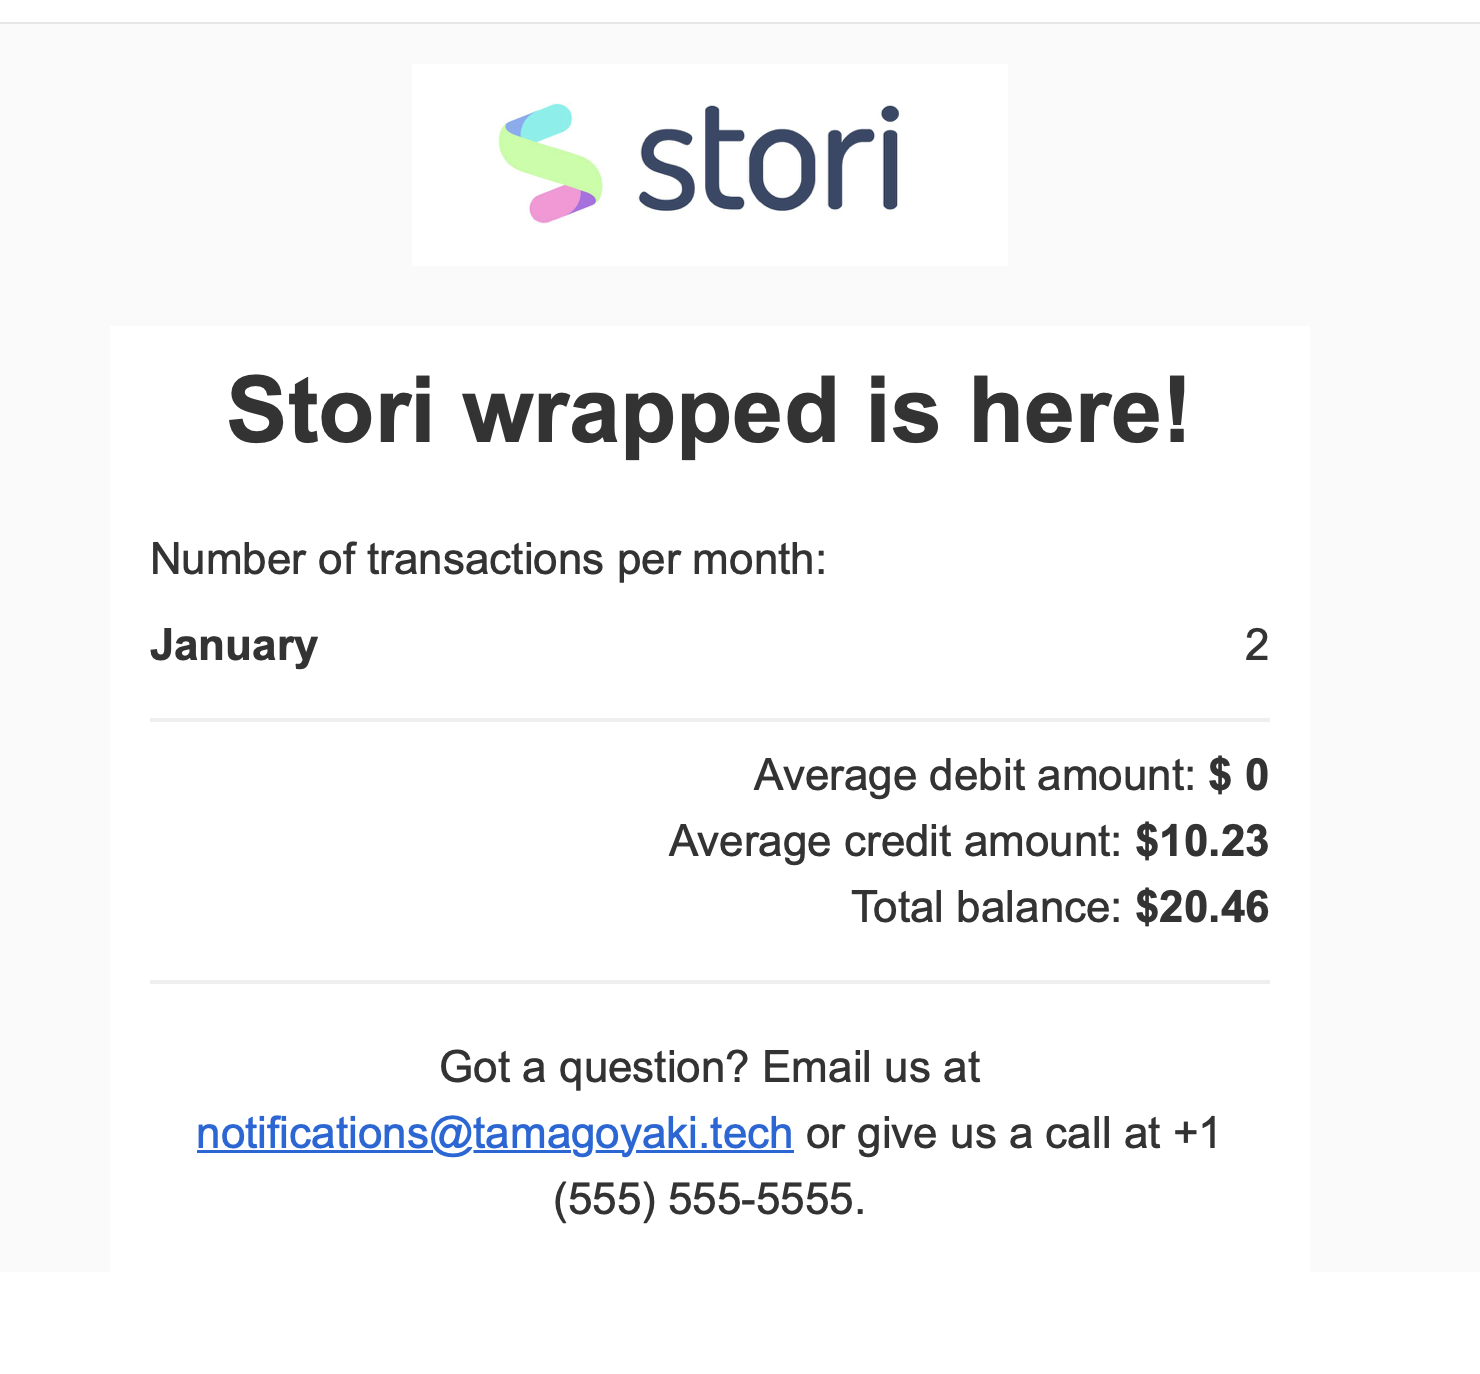 stori
Stori wrapped is here!
Number of transactions per month:
January 2
Average debit amount: $ 0
Average credit amount: $10.23
Total balance: $20.46
Got a question? Email us at
notifications@tamagoyaki.tech or give us a call at +1
(555) 555-5555.